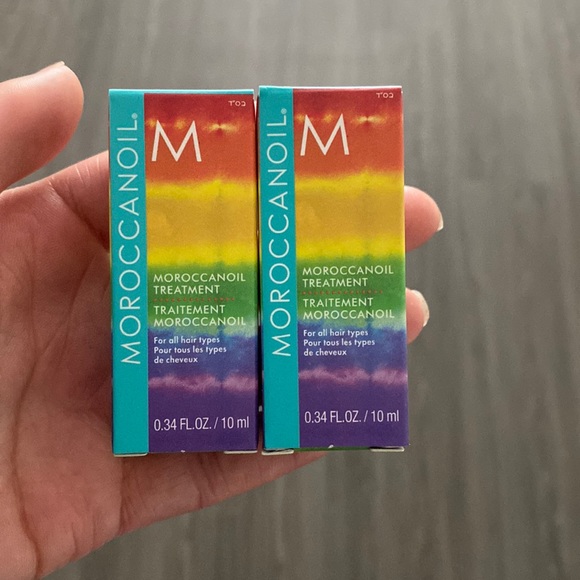 MOROCCANOIL®
M
MOROCCANOIL
TREATMENT
TRAITEMENT
MOROCCANOIL
For all hair types
Pour tous les types
de cheveux
0.34 FL.OZ. / 10 ml
MOROCCANOIL®
M
MOROCCANOIL
TREATMENT
TRAITEMENT
MOROCCANOIL
For all hair types
Pour tous les types
de cheveux
0.34 FL.OZ. / 10 ml